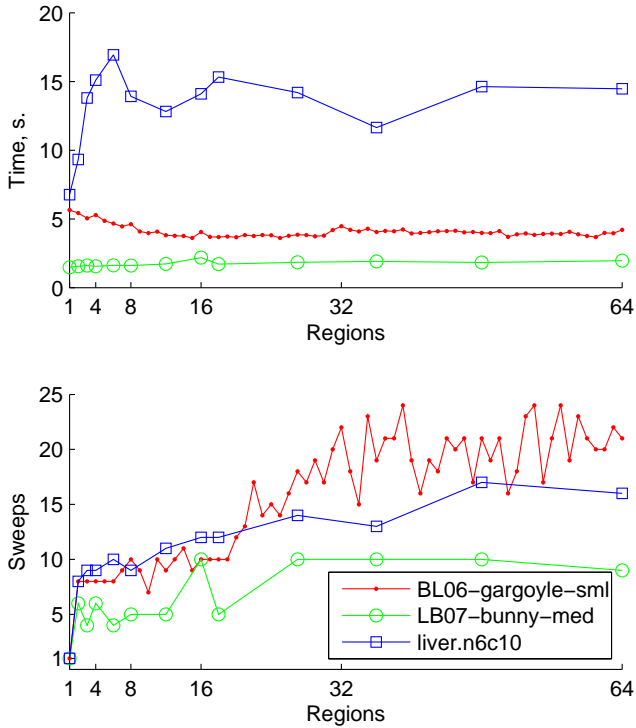 20
15
10
5
0
Time, s.
1 4 8 16 32 64
Regions
25
20
15
10
5
1
Sweeps
BL06-gargoyle-sml
LB07-bunny-med
liver.n6c10
1 4 8 16 32 64
Regions